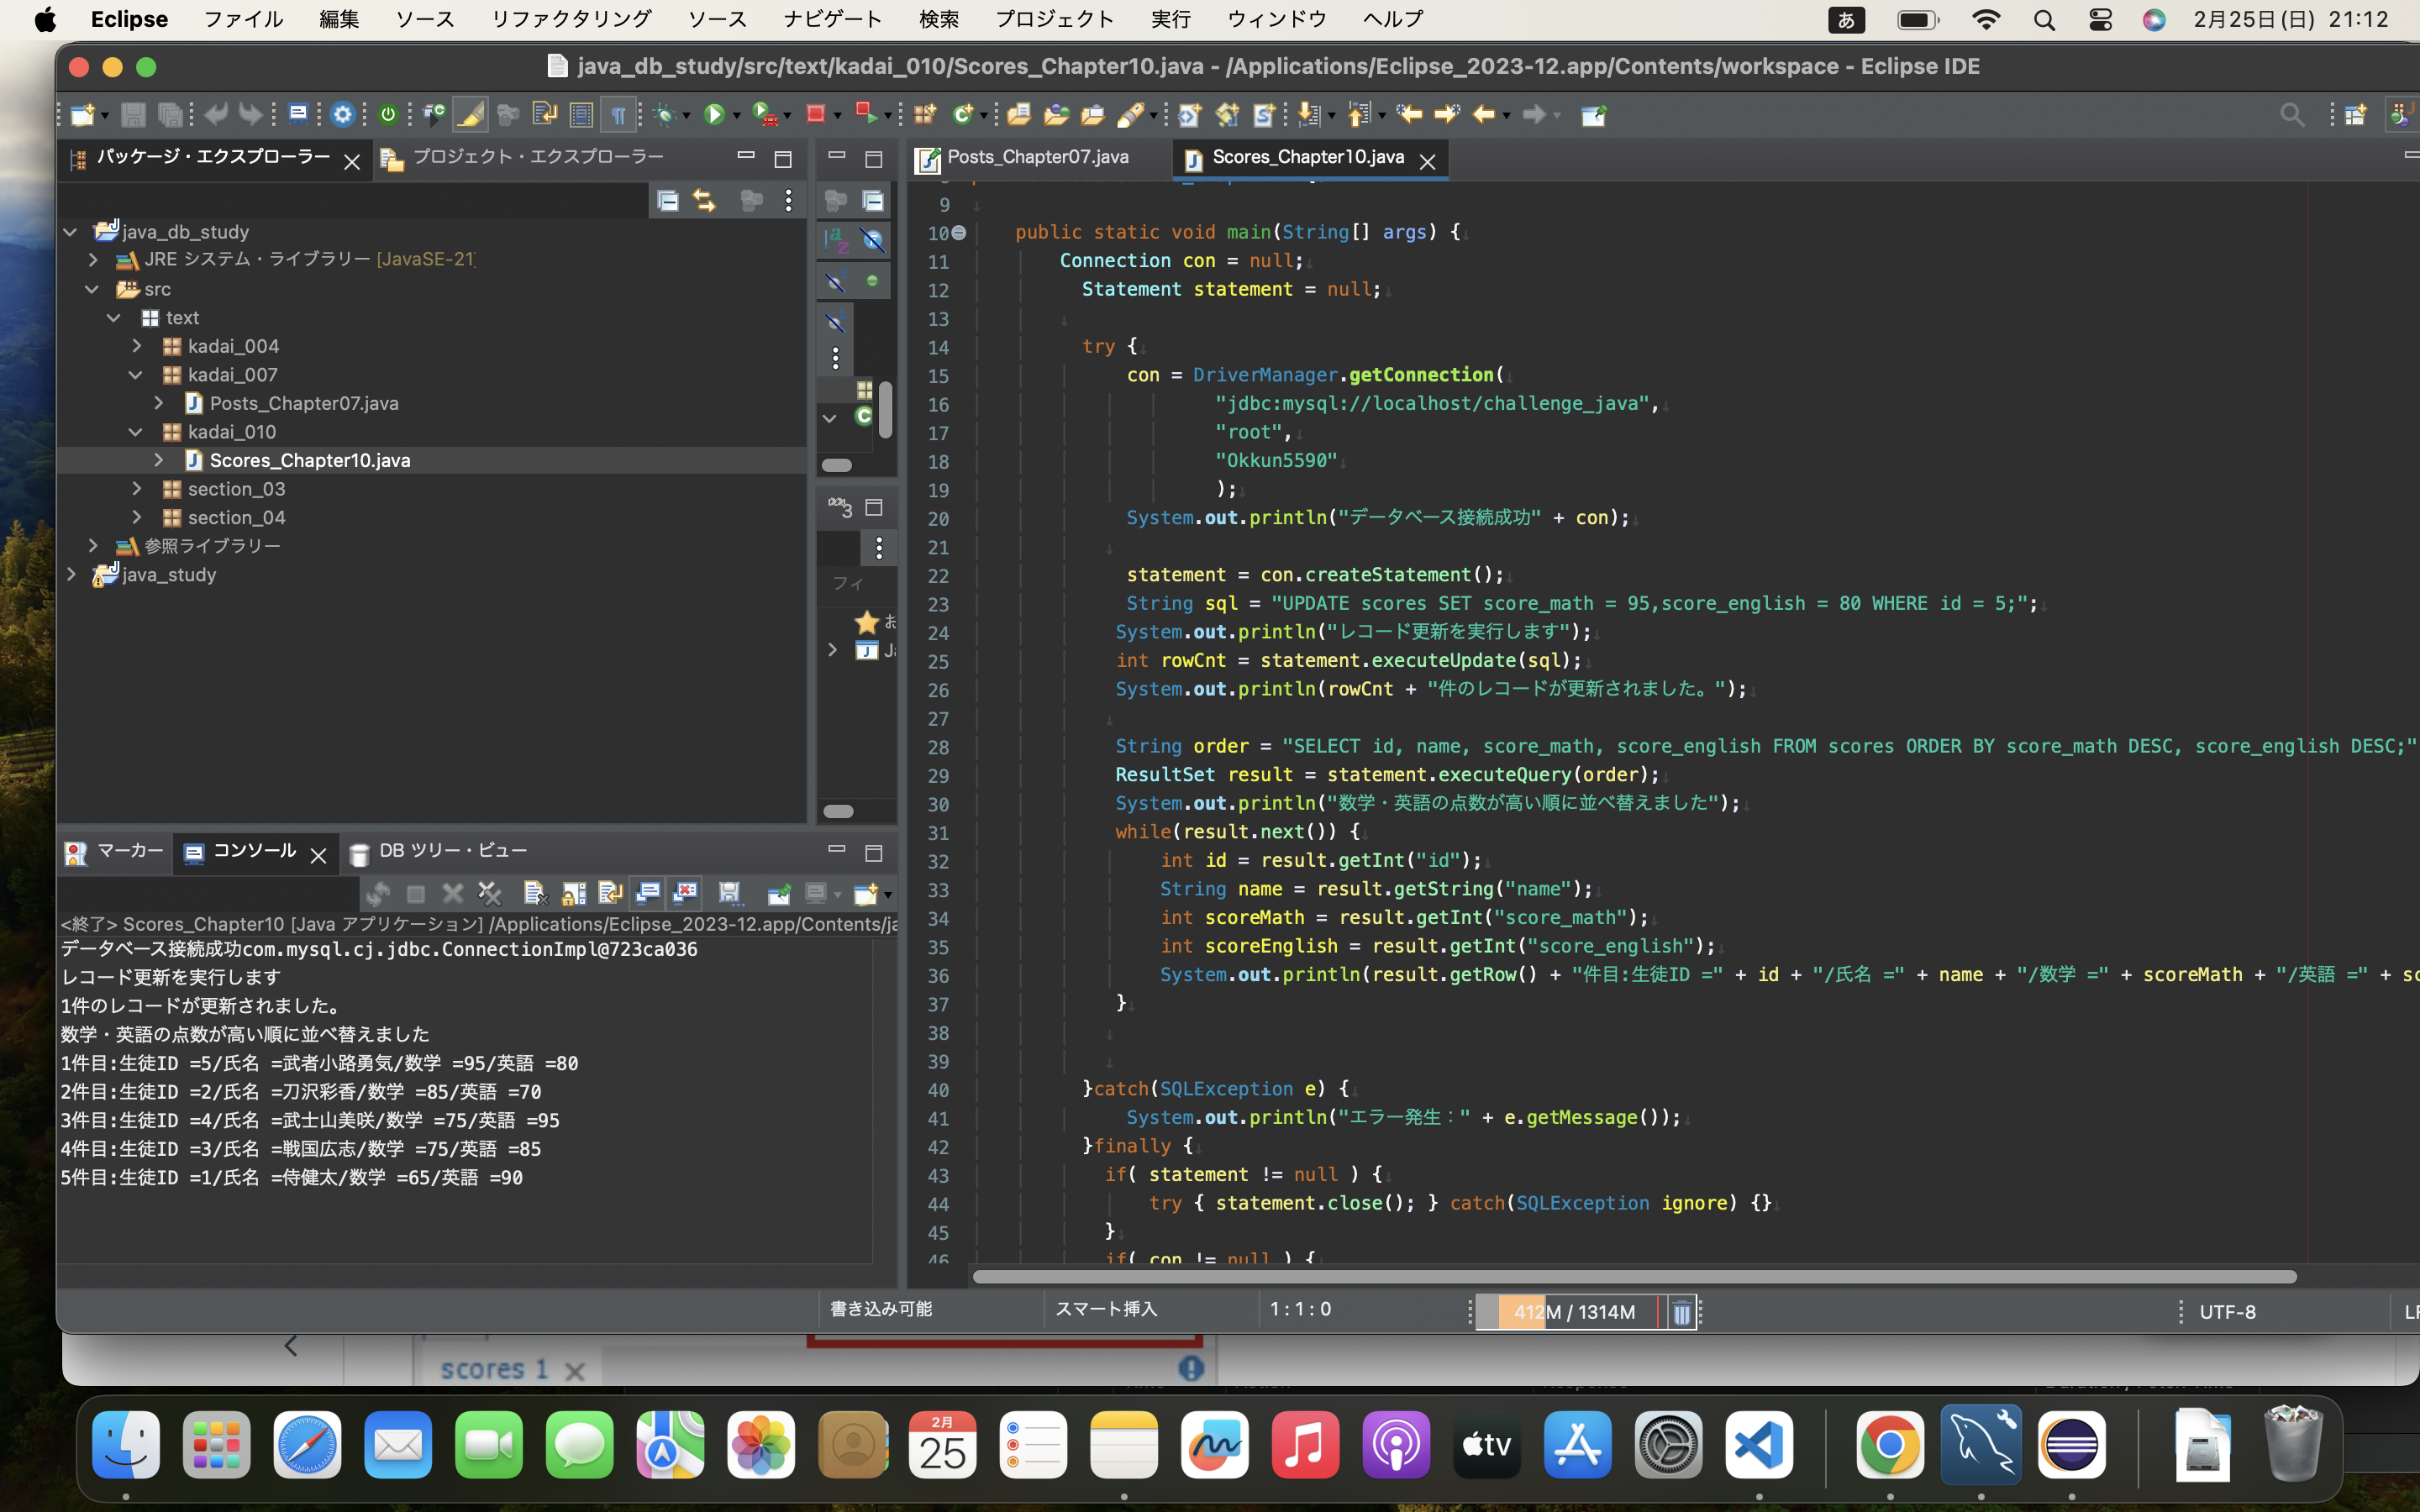 Eclipse ファイル 編集 ソース リファクタリング ソース ナビゲート 検索 プロジェクト 実行 ウィンドウ ヘルプ あ 2月25日(日) 21:12
java_db_study/src/text/kadai_010/Scores_Chapter10.java - /Applications/Eclipse_2023-12.app/Contents/workspace - Eclipse IDE
パッケージ・エクスプローラー
プロジェクト・エクスプローラー
java_db_study
JRE システム・ライブラリー [JavaSE-21]
src
text
kadai_004
kadai_007
Posts_Chapter07.java
kadai_010
Scores_Chapter10.java
section_03
section_04
参照ライブラリー
java_study
フィ
Posts_Chapter07.java
Scores_Chapter10.java
9
10 public static void main(String[] args) {
11 Connection con = null;
12 Statement statement = null;
13
14 try {
15 con = DriverManager.getConnection(
16 "jdbc:mysql://localhost/challenge_java",
17 "root",
18 "Okkun5590"
19 );
20 System.out.println("データベース接続成功" + con);
21
22 statement = con.createStatement();
23 String sql = "UPDATE scores SET score_math = 95,score_english = 80 WHERE id = 5;";
24 System.out.println("レコード更新を実行します");
25 int rowCnt = statement.executeUpdate(sql);
26 System.out.println(rowCnt + "件のレコードが更新されました。");
27
28 String order = "SELECT id, name, score_math, score_english FROM scores ORDER BY score_math DESC, score_english DESC;"
29 ResultSet result = statement.executeQuery(order);
30 System.out.println("数学・英語の点数が高い順に並べ替えました");
31 while(result.next()) {
32 int id = result.getInt("id");
33 String name = result.getString("name");
34 int scoreMath = result.getInt("score_math");
35 int scoreEnglish = result.getInt("score_english");
36 System.out.println(result.getRow() + "件目:生徒ID =" + id + "/氏名 =" + name + "/数学 =" + scoreMath + "/英語 =" + sc
37 }
38
39
40 }catch(SQLException e) {
41 System.out.println("エラー発生：" + e.getMessage());
42 }finally {
43 if( statement != null ) {
44 try { statement.close(); } catch(SQLException ignore) {}
45 }
46 if( con != null ) {
マーカー
コンソール
DB ツリー・ビュー
<終了> Scores_Chapter10 [Java アプリケーション] /Applications/Eclipse_2023-12.app/Contents/ja
データベース接続成功com.mysql.cj.jdbc.ConnectionImpl@723ca036
レコード更新を実行します
1件のレコードが更新されました。
数学・英語の点数が高い順に並べ替えました
1件目:生徒ID =5/氏名 =武者小路勇気/数学 =95/英語 =80
2件目:生徒ID =2/氏名 =刀沢彩香/数学 =85/英語 =70
3件目:生徒ID =4/氏名 =武士山美咲/数学 =75/英語 =95
4件目:生徒ID =3/氏名 =戦国広志/数学 =75/英語 =85
5件目:生徒ID =1/氏名 =侍健太/数学 =65/英語 =90
書き込み可能
スマート挿入
1 : 1 : 0
412M / 1314M
UTF-8
scores 1
2月
25
tv